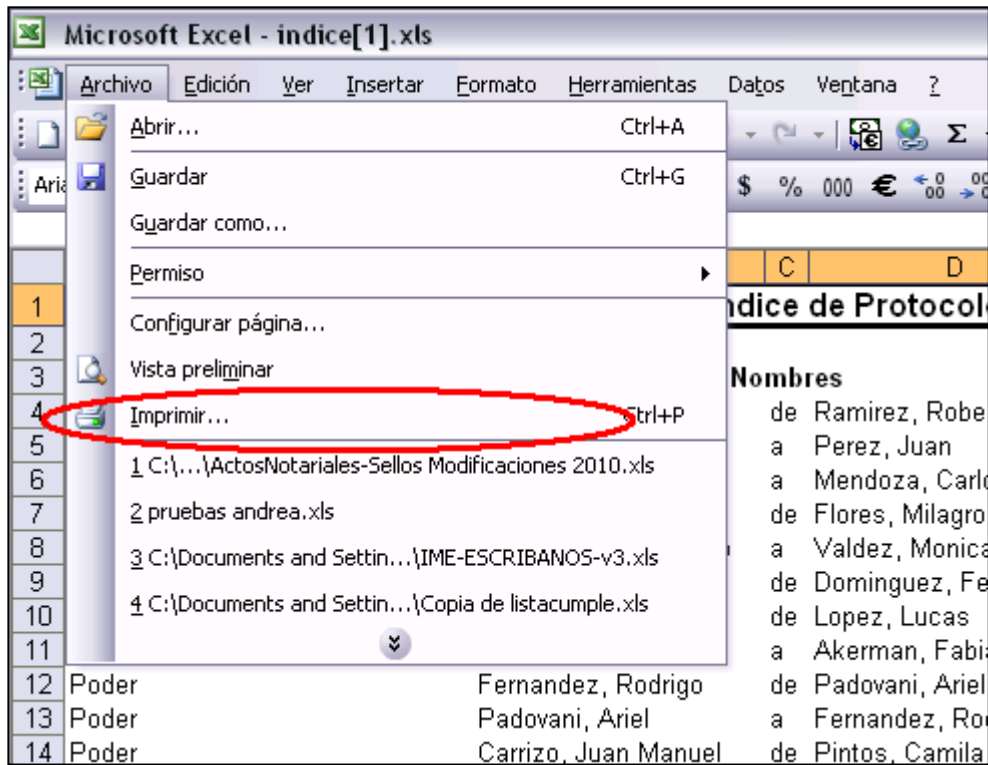 Microsoft Excel - indice[1].xls
Archivo Edición Ver Insertar Formato Herramientas Datos Ventana ?
Abrir... Ctrl+A
Σ
Guardar Ctrl+G
$ % 000 €
Guardar como...
Permiso
C D
Configurar página...
1 de Protocol
2
Vista preliminar
3 Nombres
Imprimir... Ctrl+P
4 de Ramirez, Robe
5 a Perez, Juan
1 C:\...\ActosNotariales-Sellos Modificaciones 2010.xls
6 a Mendoza, Carlo
2 pruebas andrea.xls
7 de Flores, Milagro
3 C:\Documents and Settin...\IME-ESCRIBANOS-v3.xls
8 a Valdez, Monica
9 de Dominguez, Fe
4 C:\Documents and Settin...\Copia de listacumple.xls
10 de Lopez, Lucas
11 a Akerman, Fabi
12 Poder Fernandez, Rodrigo de Padovani, Ariel
13 Poder Padovani, Ariel a Fernandez, Ro
14 Poder Carrizo, Juan Manuel de Pintos, Camila